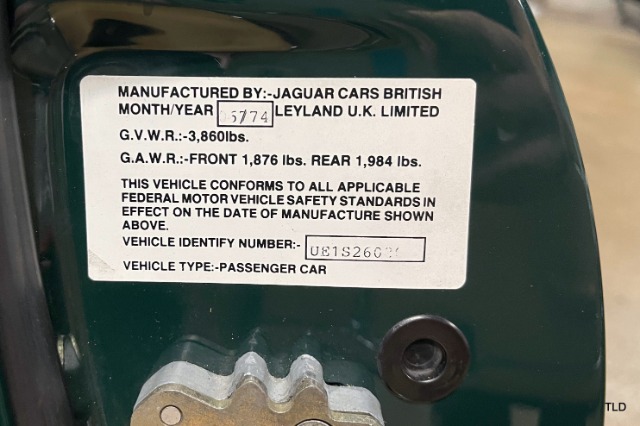 MANUFACTURED BY:-JAGUAR CARS BRITISH
MONTH/YEAR 05/74 LEYLAND U.K. LIMITED
G.V.W.R.:-3,860lbs.
G.A.W.R.:-FRONT 1,876 lbs. REAR 1,984 lbs.
THIS VEHICLE CONFORMS TO ALL APPLICABLE
FEDERAL MOTOR VEHICLE SAFETY STANDARDS IN
EFFECT ON THE DATE OF MANUFACTURE SHOWN
ABOVE.
VEHICLE IDENTIFY NUMBER:-
VEHICLE TYPE:-PASSENGER CAR
TLD